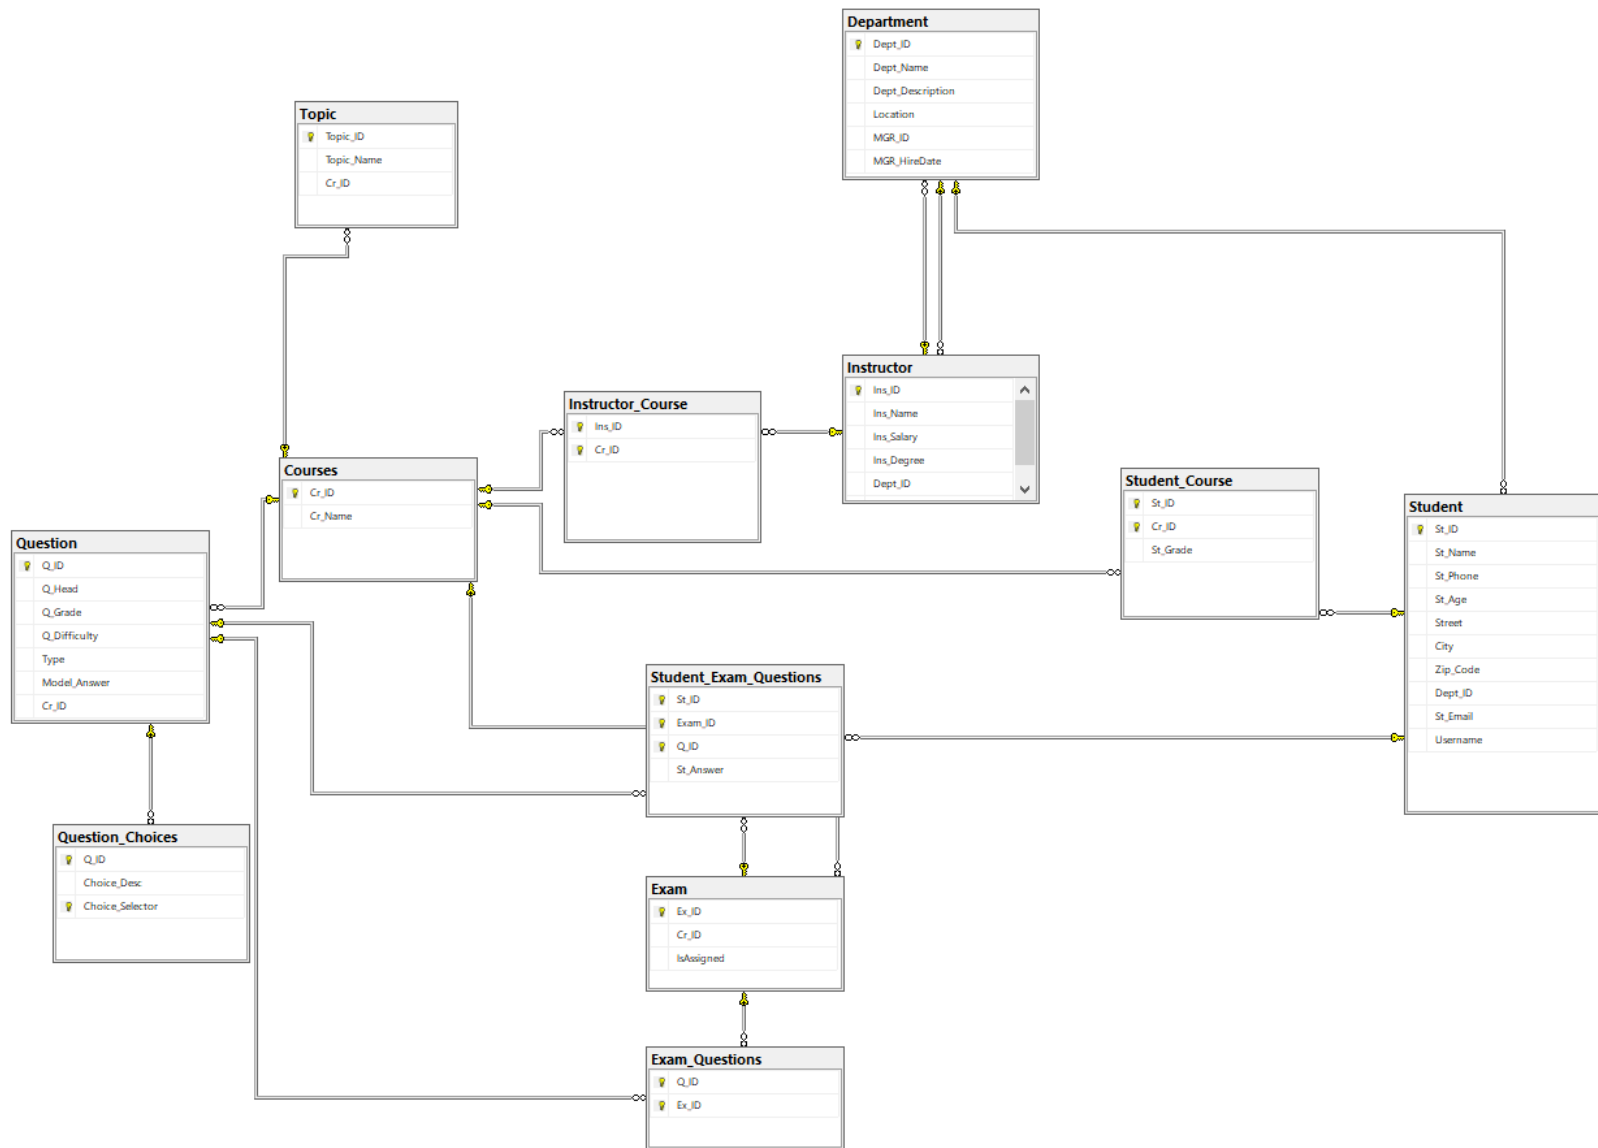 Department
Dept_ID
Dept_Name
Dept_Description
Location
MGR_ID
MGR_HireDate
Topic
Topic_ID
Topic_Name
Cr_ID
Instructor
Ins_ID
Ins_Name
Ins_Salary
Ins_Degree
Dept_ID
Instructor_Course
Ins_ID
Cr_ID
Courses
Cr_ID
Cr_Name
Student_Course
St_ID
Cr_ID
St_Grade
Student
St_ID
St_Name
St_Phone
St_Age
Street
City
Zip_Code
Dept_ID
St_Email
Username
Question
Q_ID
Q_Head
Q_Grade
Q_Difficulty
Type
Model_Answer
Cr_ID
Student_Exam_Questions
St_ID
Exam_ID
Q_ID
St_Answer
Question_Choices
Q_ID
Choice_Desc
Choice_Selector
Exam
Ex_ID
Cr_ID
IsAssigned
Exam_Questions
Q_ID
Ex_ID